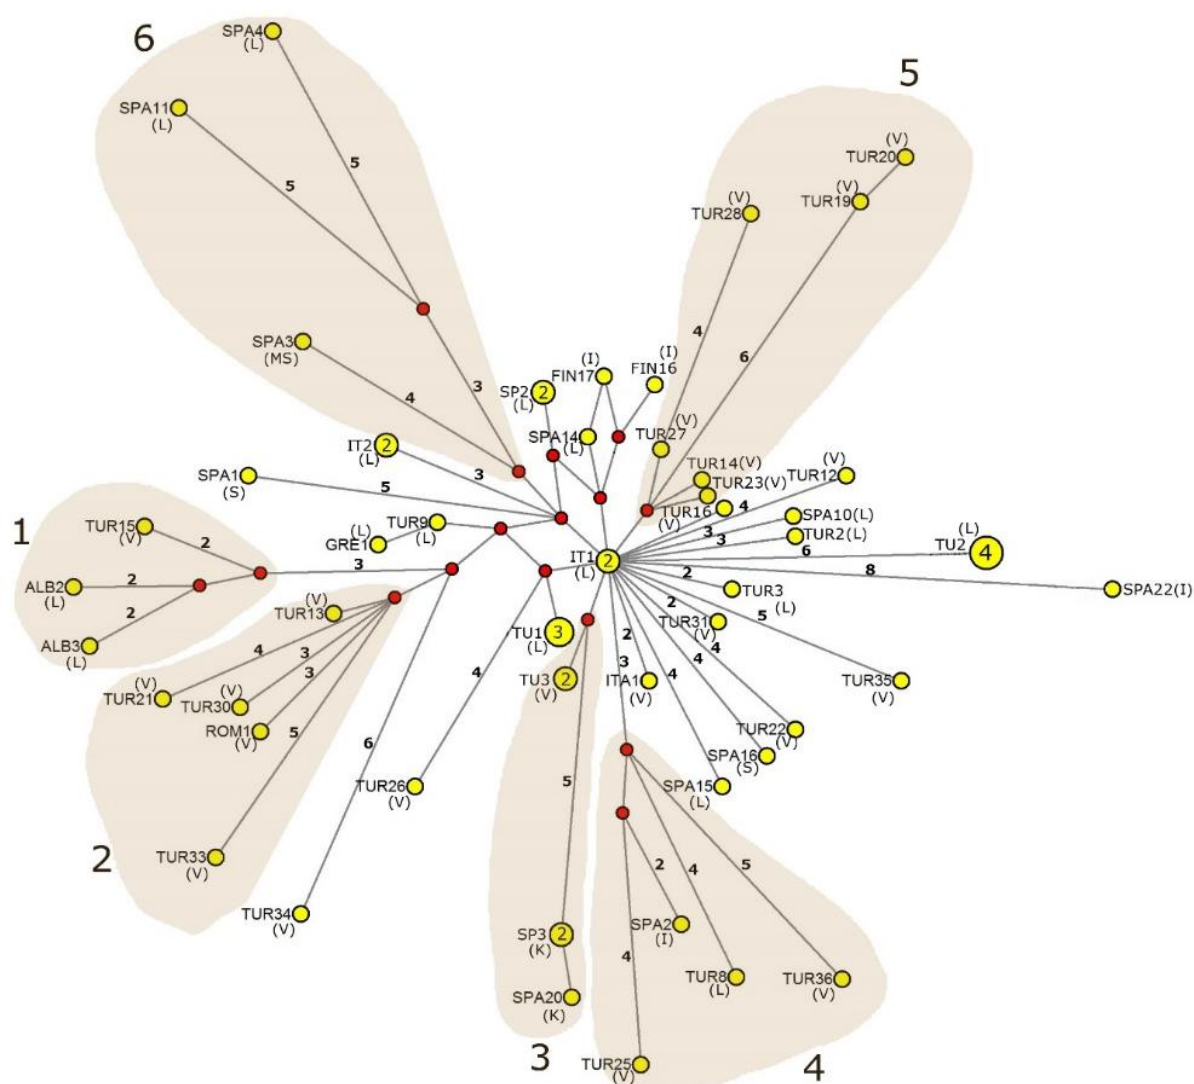 6
SPA4
(L)
5
SPA11
(L)
(V)
TUR20
(V)
TUR19
(V)
TUR28
5
5
4
6
SPA3
(MS)
4
3
(I)
FIN17
(I)
FIN16
SP2 2
(L)
SPA14
(L)
(V)
TUR27
IT2 2
(L)
3
SPA1
(S)
5
TUR14(V)
TUR23(V)
TUR16
(V)
(V)
TUR12
4
SPA10(L)
3
TUR2(L)
3
(L)
TU2 4
6
8
SPA22(I)
1
TUR15
(V)
2
ALB2
(L)
2
2
ALB3
(L)
3
TUR9
(L)
(L)
GRE1
IT1 2
(L)
2
TUR3
(L)
2
TUR31
(V)
5
TUR35
(V)
(V)
TUR13
4
3
3
5
(V)
TUR21
(V)
TUR30
ROM1
(V)
TU1 3
(L)
TU3 2
(V)
2
3
ITA1
(V)
4
4
4
TUR22
(V)
SPA16
(S)
SPA15
(L)
4
TUR26
(V)
6
5
2
TUR33
(V)
TUR34
(V)
2
4
5
SP3 2
(K)
SPA20
(K)
3
SPA2
(I)
4
TUR8
(L)
TUR36
(V)
TUR25
(V)
4